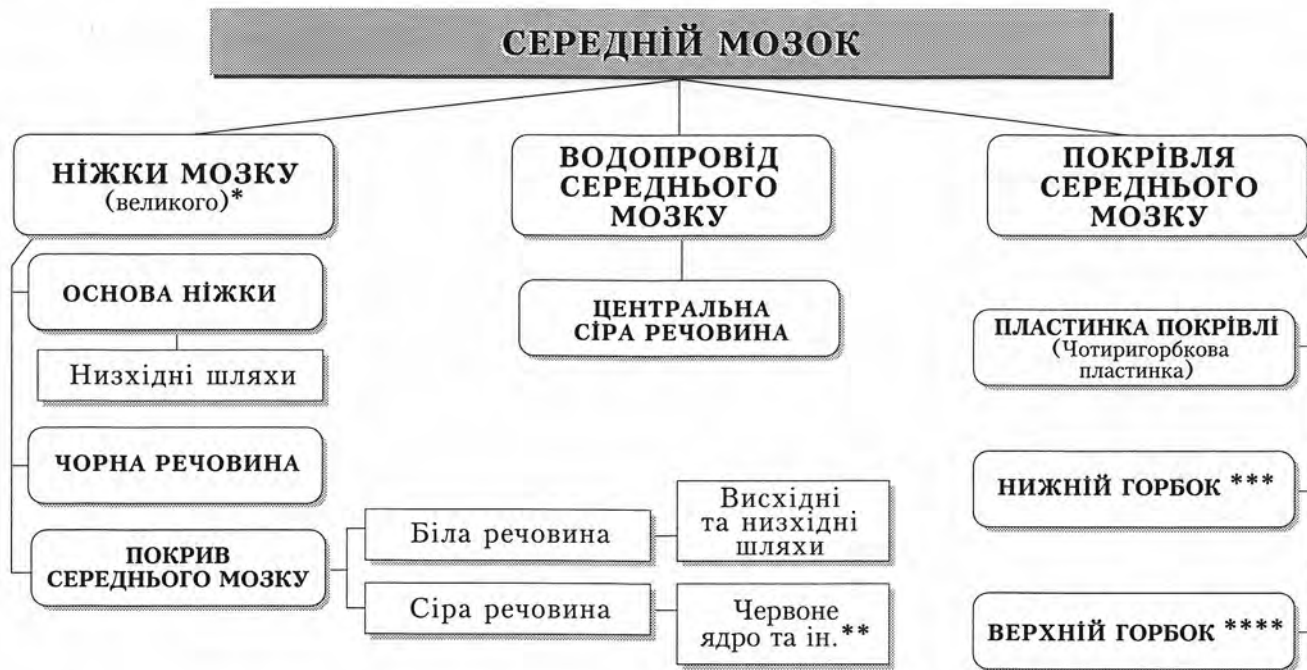 СЕРЕДНІЙ МОЗОК
НІЖКИ МОЗКУ
(великого)*
ВОДОПРОВІД
СЕРЕДНЬОГО
МОЗКУ
ПОКРІВЛЯ
СЕРЕДНЬОГО
МОЗКУ
ОСНОВА НІЖКИ
Низхідні шляхи
ЧОРНА РЕЧОВИНА
ПОКРИВ
СЕРЕДНЬОГО МОЗКУ
Біла речовина
Висхідні
та низхідні
шляхи
Сіра речовина
Червоне
ядро та ін.**
ЦЕНТРАЛЬНА
СІРА РЕЧОВИНА
ПЛАСТИНКА ПОКРІВЛІ
(Чотиригорбкова
пластинка)
НИЖНІЙ ГОРБОК ***
ВЕРХНІЙ ГОРБОК ****